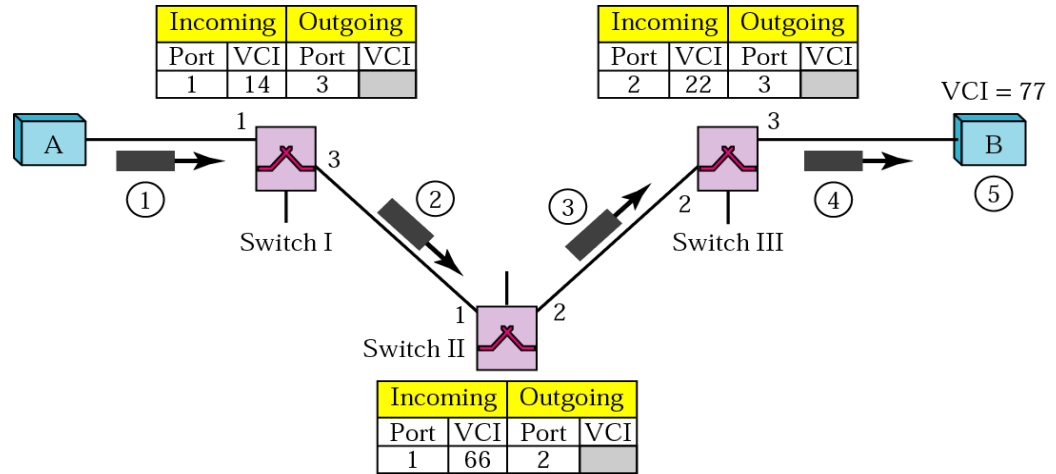 Incoming Outgoing
Port VCI Port VCI
1 14 3
Incoming Outgoing
Port VCI Port VCI
2 22 3
VCI = 77
A
1
3
1
Switch I
2
3
2
3
Switch III
4
B
5
1
2
Switch II
Incoming Outgoing
Port VCI Port VCI
1 66 2